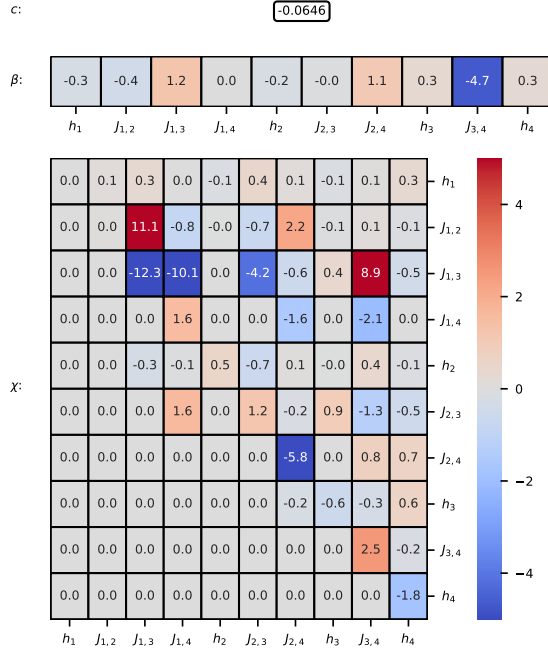 c: -0.0646
β: -0.3 -0.4 1.2 0.0 -0.2 -0.0 1.1 0.3 -4.7 0.3
h₁ J₁,₂ J₁,₃ J₁,₄ h₂ J₂,₃ J₂,₄ h₃ J₃,₄ h₄
0.0 0.1 0.3 0.0 -0.1 0.4 0.1 -0.1 0.1 0.3 h₁
0.0 0.0 11.1 -0.8 -0.0 -0.7 2.2 -0.1 0.1 -0.1 J₁,₂
4
0.0 0.0 -12.3 -10.1 0.0 -4.2 -0.6 0.4 8.9 -0.5 J₁,₃
2
0.0 0.0 0.0 1.6 0.0 0.0 -1.6 0.0 -2.1 0.0 J₁,₄
0.0 0.0 -0.3 -0.1 0.5 -0.7 0.1 -0.0 0.4 -0.1 h₂
χ: 0
0.0 0.0 0.0 1.6 0.0 1.2 -0.2 0.9 -1.3 -0.5 J₂,₃
0.0 0.0 0.0 0.0 0.0 0.0 -5.8 0.0 0.8 0.7 J₂,₄
-2
0.0 0.0 0.0 0.0 0.0 0.0 -0.2 -0.6 -0.3 0.6 h₃
0.0 0.0 0.0 0.0 0.0 0.0 0.0 0.0 2.5 -0.2 J₃,₄
-4
0.0 0.0 0.0 0.0 0.0 0.0 0.0 0.0 0.0 -1.8 h₄
h₁ J₁,₂ J₁,₃ J₁,₄ h₂ J₂,₃ J₂,₄ h₃ J₃,₄ h₄